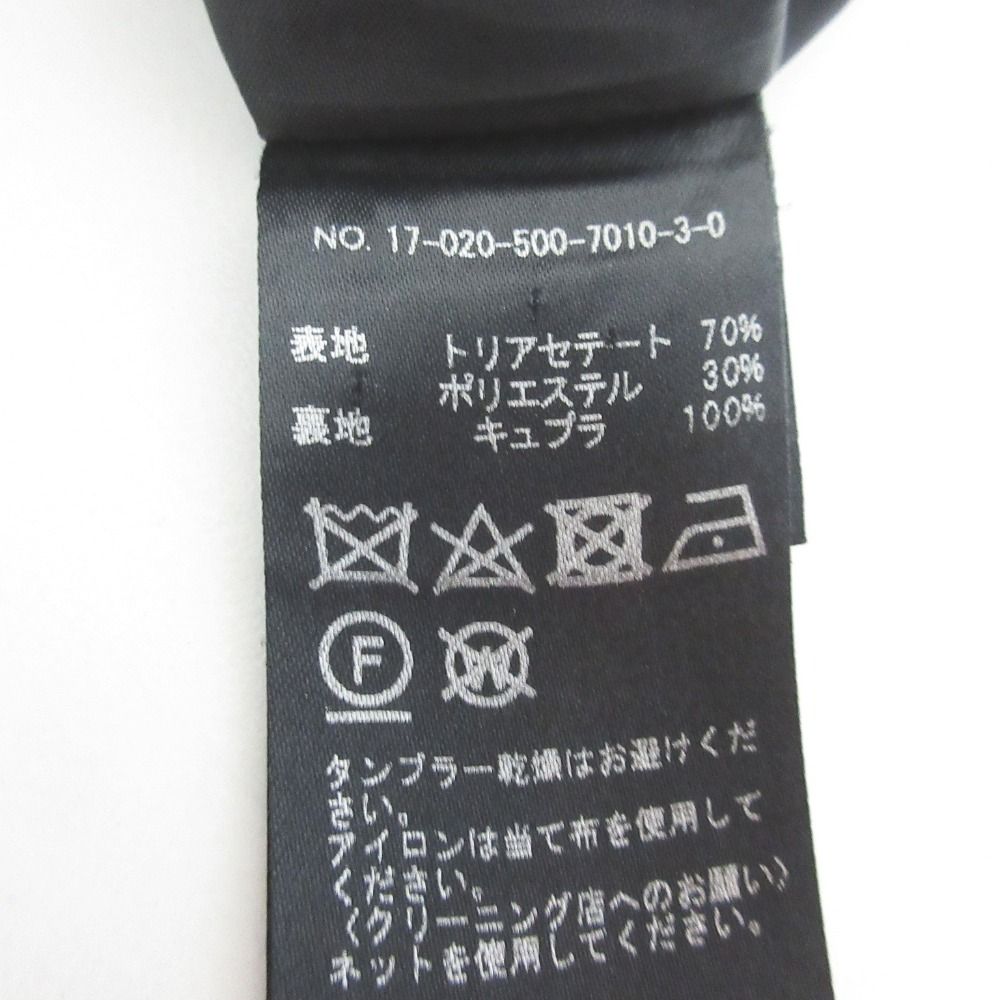 NO. 17-020-500-7010-3-0
表地 トリアセテート 70%
ポリエステル 30%
裏地 キュプラ 100%
F
W
タンブラー乾燥はお避けくだ
さい。
アイロンは当て布を使用して
ください。
〈クリーニング店へのお願い〉
ネットを使用してください。